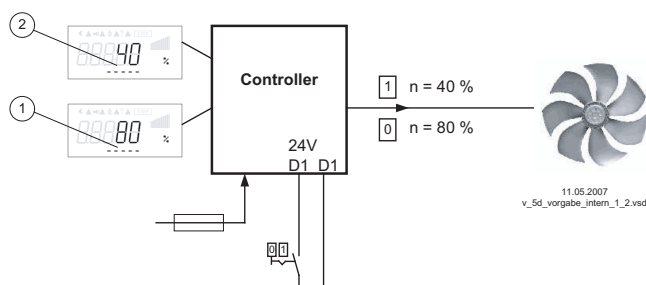 2
40
%
Controller
1 n = 40 %
1
80
%
0 n = 80 %
24V
D1 D1
11.05.2007
v_5d_vorgabe_intern_1_2.vsd
0 1